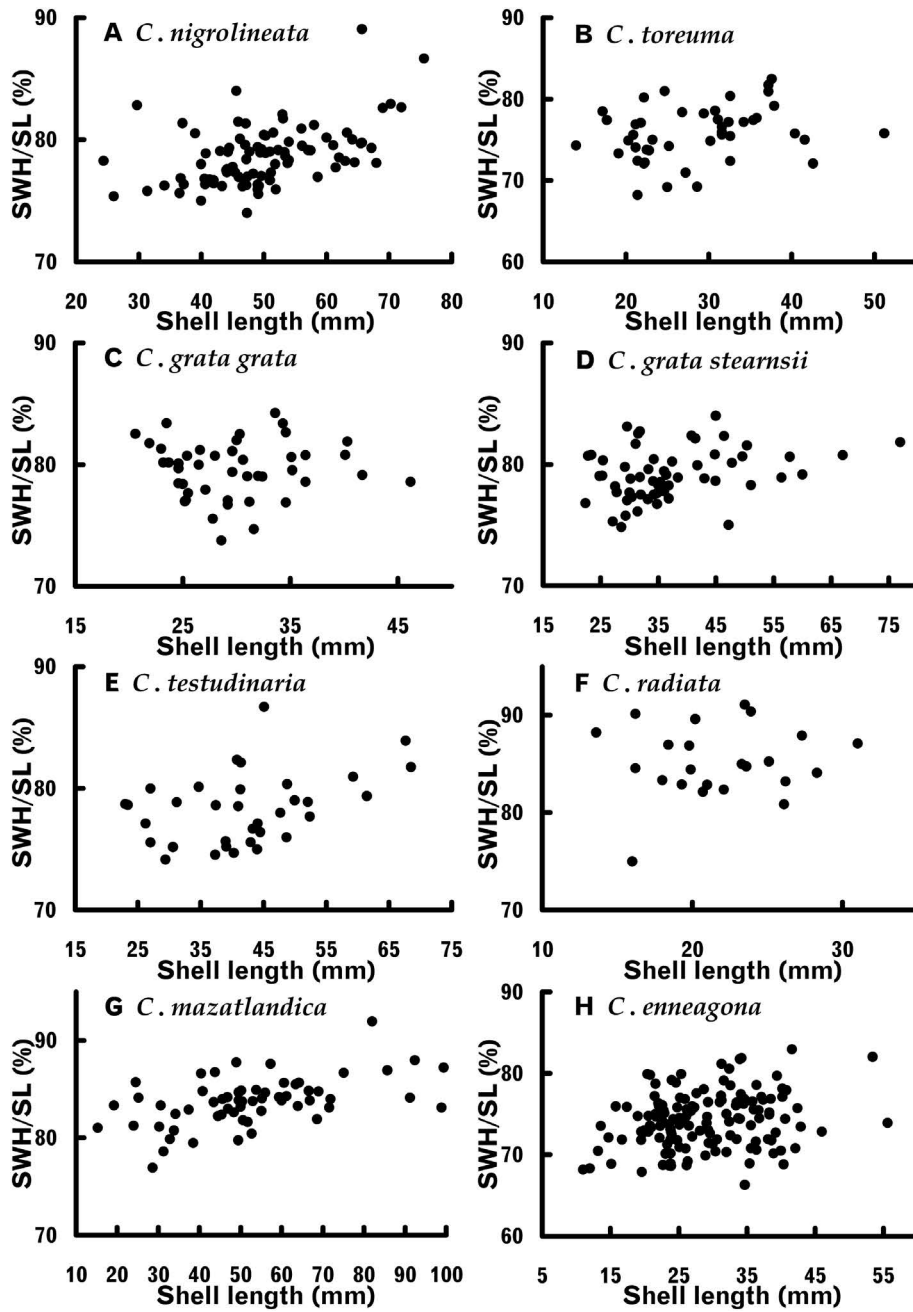 A C. nigrolineata
SWH/SL (%)
90
80
70
20 30 40 50 60 70 80
Shell length (mm)
B C. toreuma
SWH/SL (%)
90
80
70
60
10 20 30 40 50
Shell length (mm)
C C. grata grata
SWH/SL (%)
90
80
70
15 25 35 45
Shell length (mm)
D C. grata stearnsii
SWH/SL (%)
90
80
70
15 25 35 45 55 65 75
Shell length (mm)
E C. testudinaria
SWH/SL (%)
90
80
70
15 25 35 45 55 65 75
Shell length (mm)
F C. radiata
SWH/SL (%)
90
80
70
10 20 30
Shell length (mm)
G C. mazatlandica
SWH/SL (%)
90
80
70
10 20 30 40 50 60 70 80 90 100
Shell length (mm)
H C. enneagona
SWH/SL (%)
90
80
70
60
5 15 25 35 45 55
Shell length (mm)